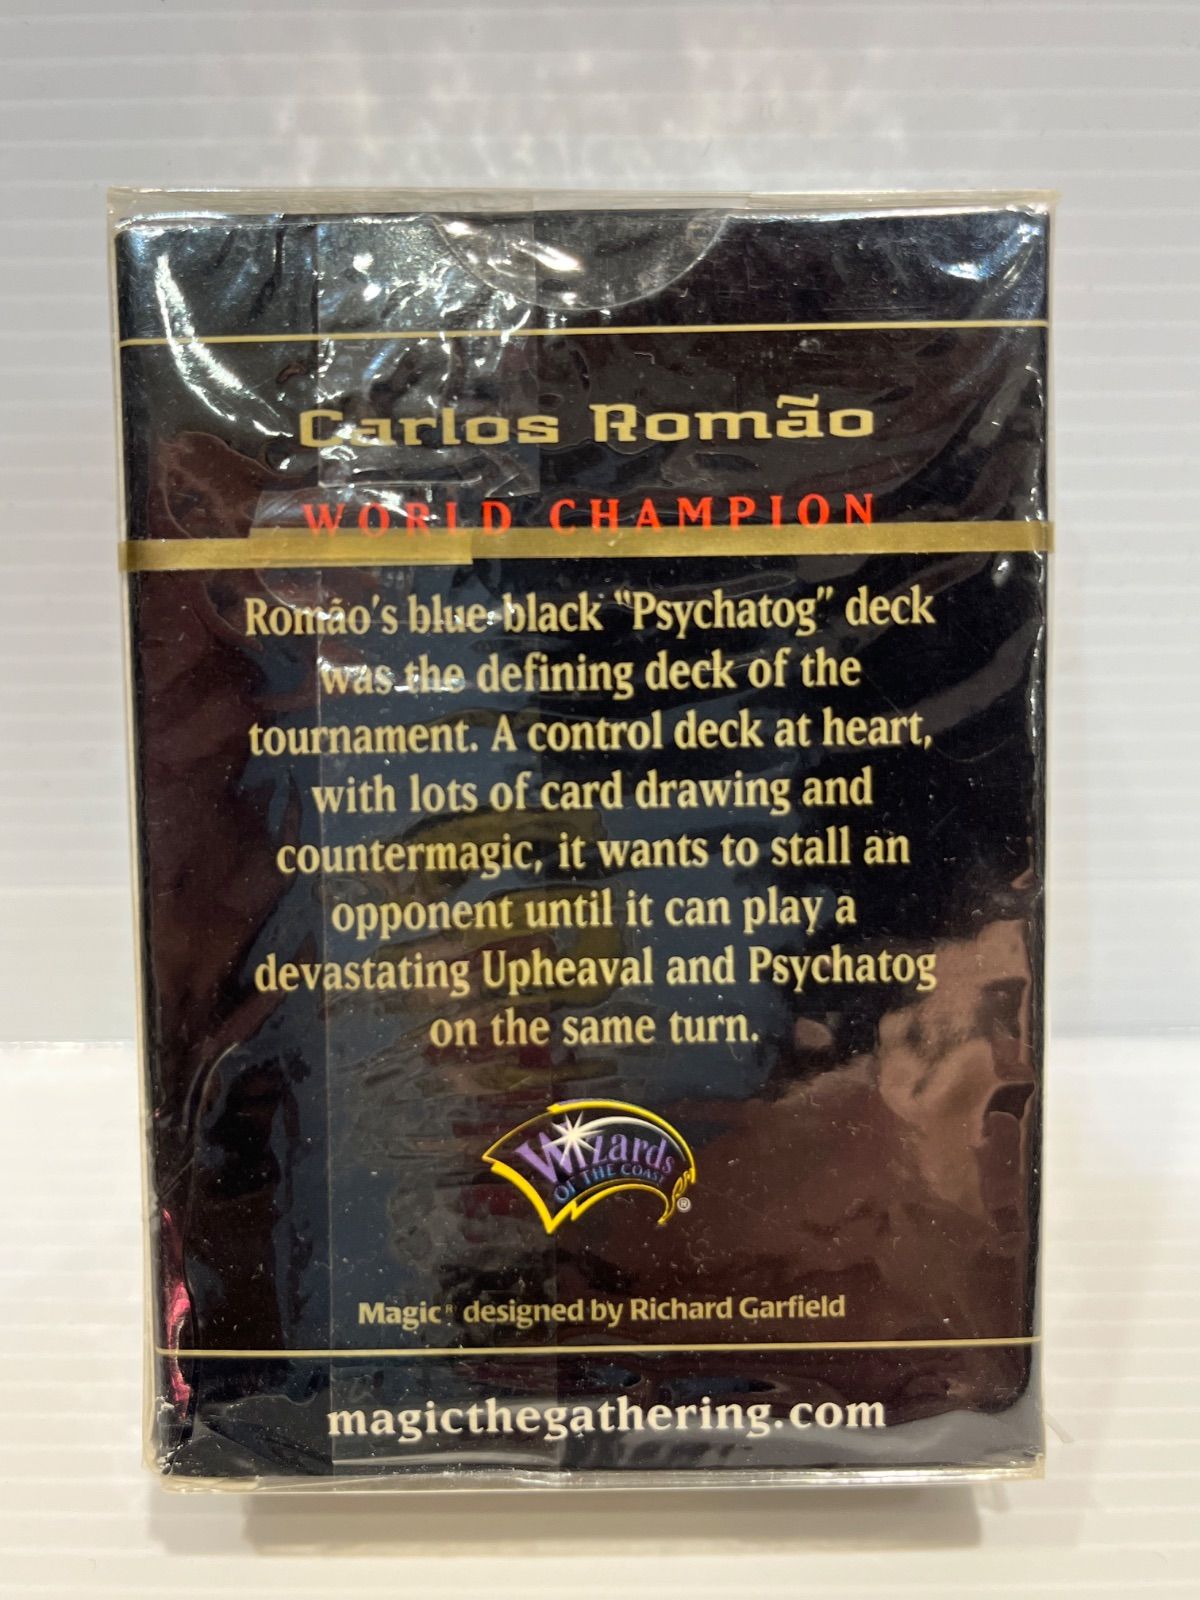 Carlos Romão
WORLD CHAMPION
Romão's blue-black "Psychatog" deck
was the defining deck of the
tournament. A control deck at heart,
with lots of card drawing and
countermagic, it wants to stall an
opponent until it can play a
devastating Upheaval and Psychatog
on the same turn.
Wizards
OF THE COAST
®
Magic® designed by Richard Garfield
magicthegathering.com